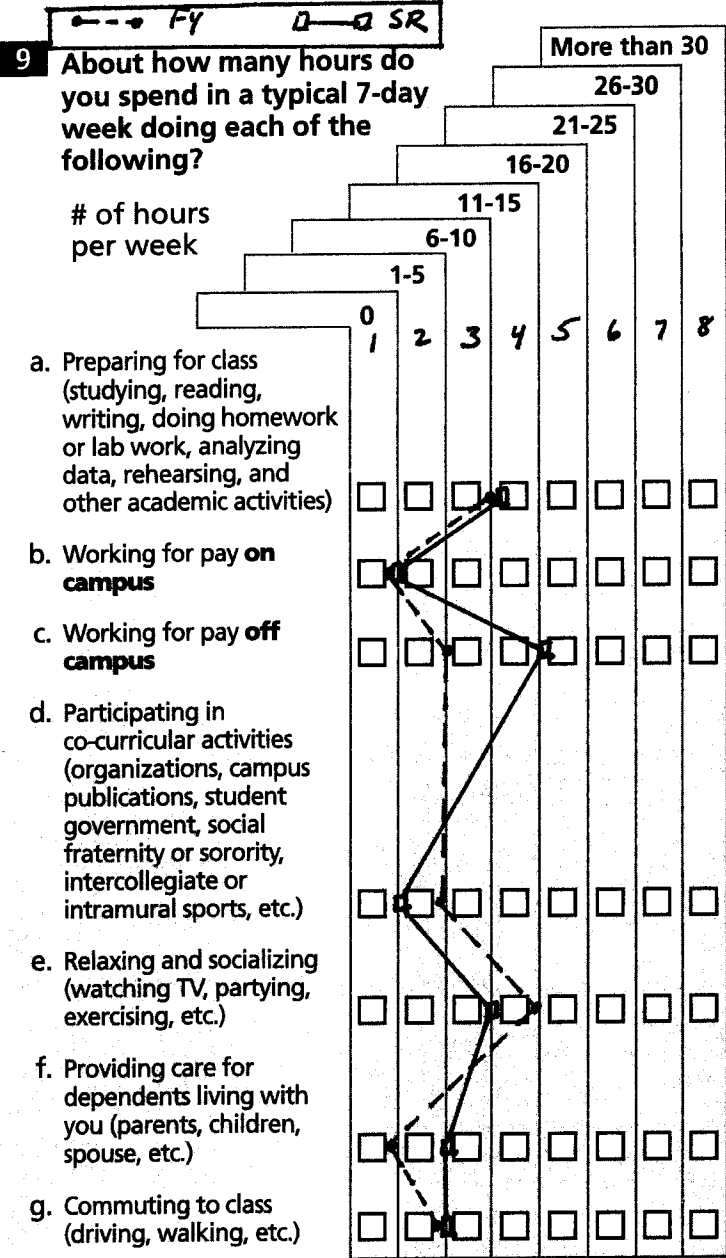 FY SR
9 About how many hours do
you spend in a typical 7-day
week doing each of the
following?
# of hours
per week
More than 30
26-30
21-25
16-20
11-15
6-10
1-5
0
1 2 3 4 5 6 7 8
a. Preparing for class
(studying, reading,
writing, doing homework
or lab work, analyzing
data, rehearsing, and
other academic activities)
b. Working for pay on
campus
c. Working for pay off
campus
d. Participating in
co-curricular activities
(organizations, campus
publications, student
government, social
fraternity or sorority,
intercollegiate or
intramural sports, etc.)
e. Relaxing and socializing
(watching TV, partying,
exercising, etc.)
f. Providing care for
dependents living with
you (parents, children,
spouse, etc.)
g. Commuting to class
(driving, walking, etc.)